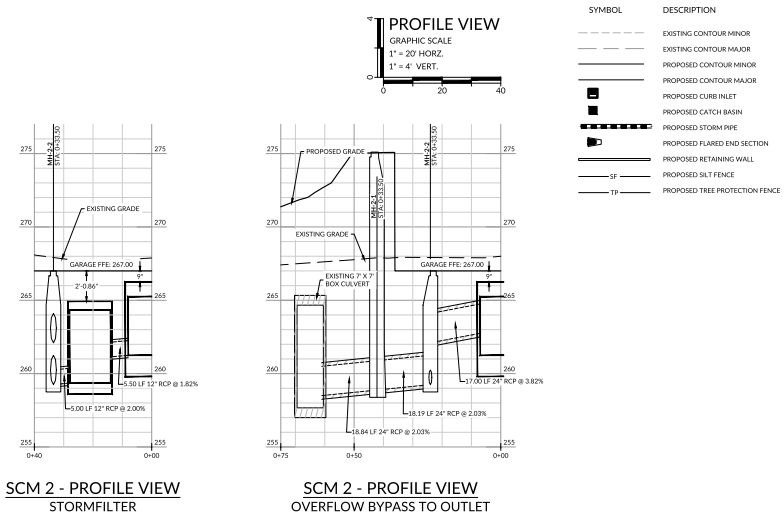 4
0
PROFILE VIEW
GRAPHIC SCALE
1" = 20' HORZ.
1" = 4' VERT.
0
20
40
SYMBOL
DESCRIPTION
EXISTING CONTOUR MINOR
EXISTING CONTOUR MAJOR
PROPOSED CONTOUR MINOR
PROPOSED CONTOUR MAJOR
PROPOSED CURB INLET
PROPOSED CATCH BASIN
PROPOSED STORM PIPE
PROPOSED FLARED END SECTION
PROPOSED RETAINING WALL
SF
PROPOSED SILT FENCE
TP
PROPOSED TREE PROTECTION FENCE
275
MH-2-2
STA: 0+33.50
275
270
EXISTING GRADE
270
GARAGE FFE: 267.00
9"
2'-0.86"
265
265
260
260
5.50 LF 12" RCP @ 1.82%
5.00 LF 12" RCP @ 2.00%
255
255
0+40
0+00
SCM 2 - PROFILE VIEW
STORMFILTER
275
PROPOSED GRADE
MH-2-2
STA: 0+33.50
275
MH-2-1
STA: 0+33.50
270
EXISTING GRADE
270
GARAGE FFE: 267.00
9"
EXISTING 7' X 7'
BOX CULVERT
265
265
260
260
17.00 LF 24" RCP @ 3.82%
18.19 LF 24" RCP @ 2.03%
18.84 LF 24" RCP @ 2.03%
255
255
0+75
0+50
0+00
SCM 2 - PROFILE VIEW
OVERFLOW BYPASS TO OUTLET